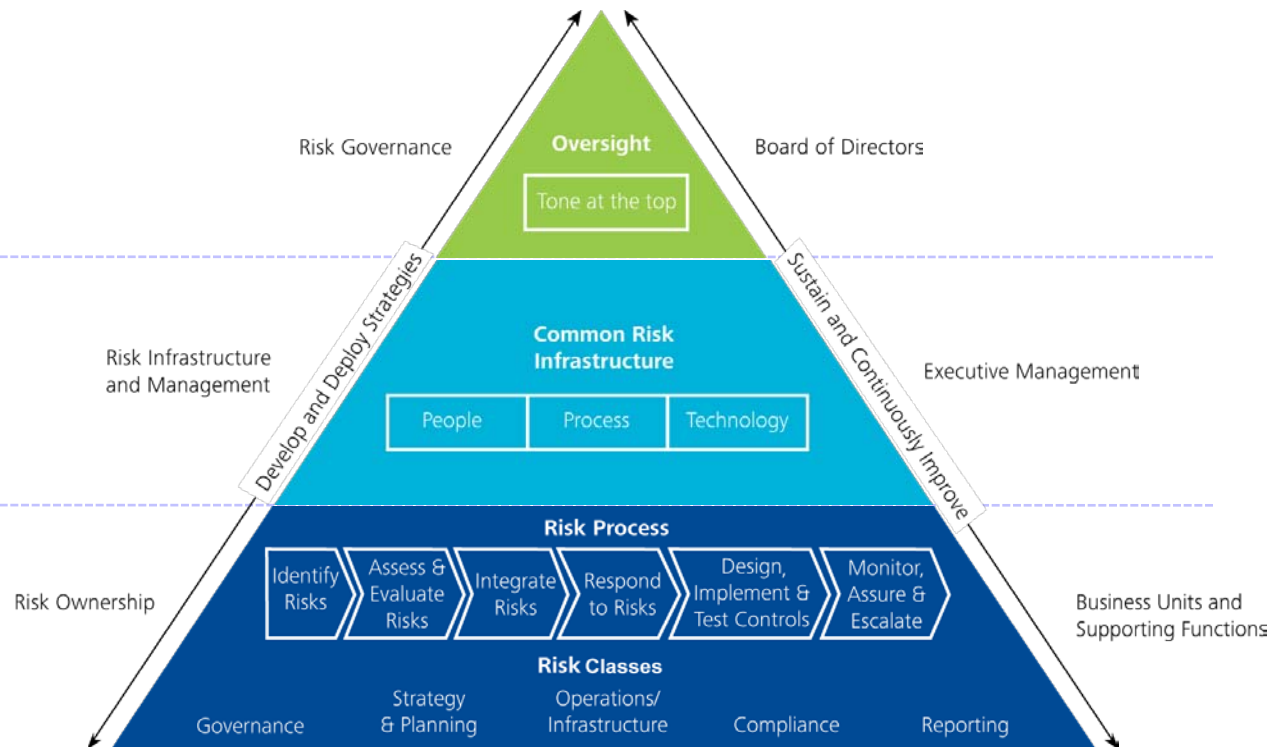 Risk Governance
Oversight
Tone at the top
Board of Directors
Develop and Deploy Strategies
Sustain and Continuously Improve
Risk Infrastructure
and Management
Common Risk
Infrastructure
People
Process
Technology
Executive Management
Risk Ownership
Risk Process
Identify
Risks
Assess &
Evaluate
Risks
Integrate
Risks
Respond
to Risks
Design,
Implement &
Test Controls
Monitor,
Assure &
Escalate
Business Units and
Supporting Functions
Risk Classes
Governance
Strategy
& Planning
Operations/
Infrastructure
Compliance
Reporting